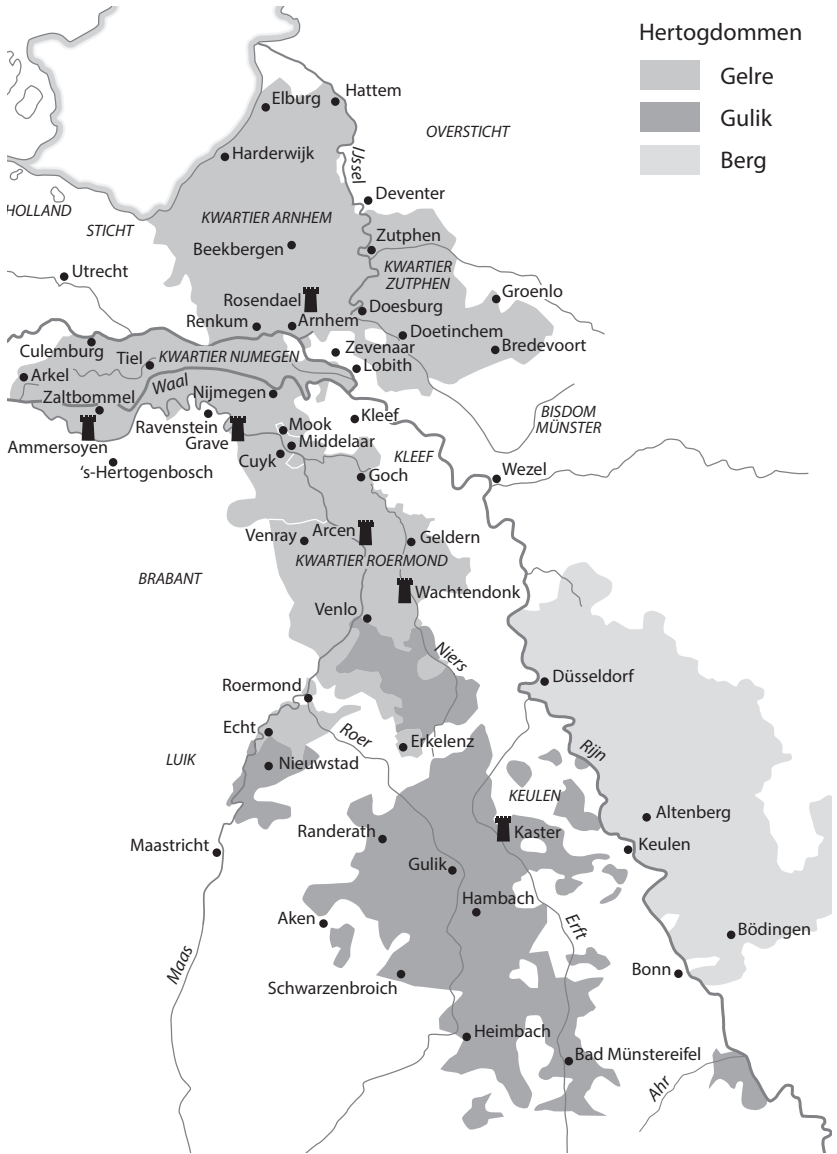 Hertogdommen
Gelre
Gulik
Berg
Elburg
Hattem
OVERSTICHT
Harderwijk
IJssel
Deventer
HOLLAND
STICHT
KWARTIER ARNHEM
Zutphen
Beekbergen
KWARTIER
ZUTPHEN
Utrecht
Groenlo
Rosendael
Doesburg
Renkum
Arnhem
Doetinchem
Bredevoort
Culemburg
Tiel
KWARTIER NIJMEGEN
Zevenaar
Lobith
Arkel
Waal
Nijmegen
Zaltbommel
Kleef
BISDOM
MÜNSTER
Ravenstein
Mook
Ammersoyen
Grave
Middelaar
KLEEF
Cuyk
's-Hertogenbosch
Goch
Wezel
Venray
Arcen
Geldern
KWARTIER ROERMOND
BRABANT
Wachtendonk
Venlo
Niers
Düsseldorf
Roermond
Echt
Roer
Erkelenz
Rijn
LUIK
Nieuwstad
KEULEN
Altenberg
Randerath
Kaster
Maastricht
Keulen
Gulik
Hambach
Aken
Erft
Bödingen
Maas
Bonn
Schwarzenbroich
Heimbach
Bad Münstereifel
Ahr